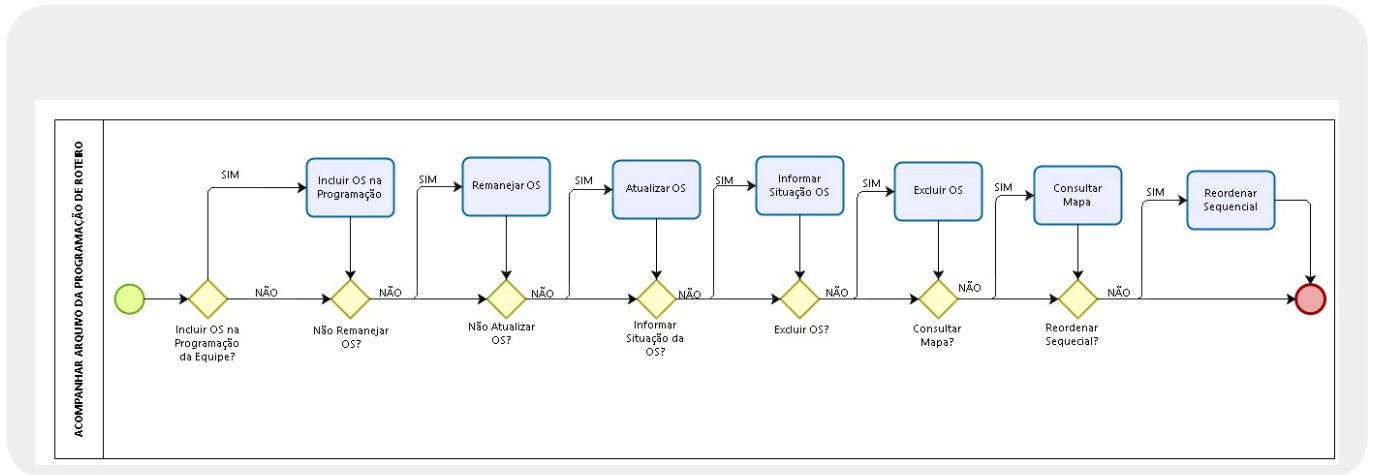 ACOMPANHAR ARQUIVO DA PROGRAMAÇÃO DE ROTEIRO
SIM
Incluir OS na
Programação
SIM
Remanejar OS
SIM
Atualizar OS
SIM
Informar
Situação OS
SIM
Excluir OS
SIM
Consultar
Mapa
SIM
Reordenar
Sequencial
NÃO
NÃO
NÃO
NÃO
NÃO
NÃO
NÃO
Incluir OS na
Programação
da Equipe?
Não Remanejar
OS?
Não Atualizar
OS?
Informar
Situação da
OS?
Excluir OS?
Consultar
Mapa?
Reordenar
Sequecial?